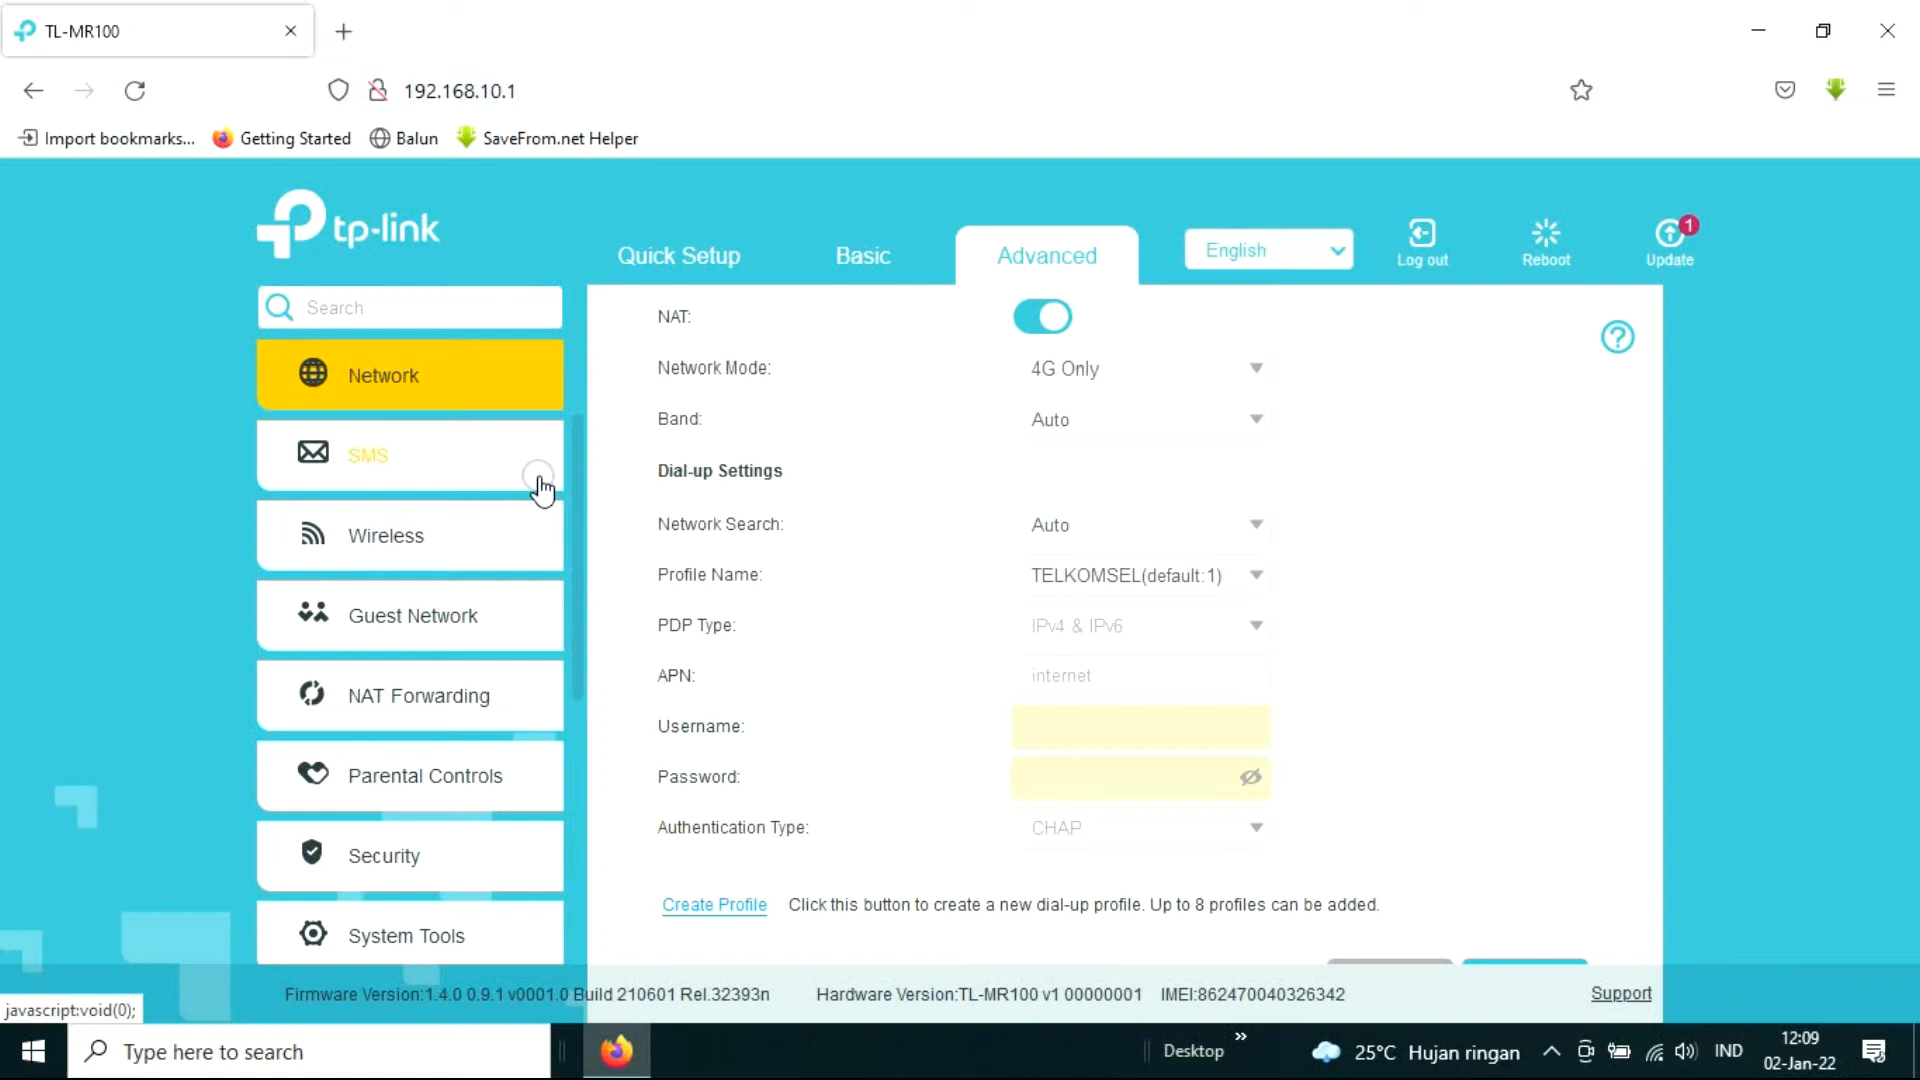 TL-MR100
192.168.10.1
Import bookmarks...
Getting Started
Balun
SaveFrom.net Helper
tp-link
Quick Setup
Basic
Advanced
English
Log out
Reboot
1
Update
Search
Network
SMS
Wireless
Guest Network
NAT Forwarding
Parental Controls
Security
System Tools
NAT:
Network Mode: 4G Only
Band: Auto
Dial-up Settings
Network Search: Auto
Profile Name: TELKOMSEL(default:1)
PDP Type: IPv4 & IPv6
APN: internet
Username:
Password:
Authentication Type: CHAP
Create Profile Click this button to create a new dial-up profile. Up to 8 profiles can be added.
Firmware Version:1.4.0 0.9.1 v0001.0 Build 210601 Rel.32393n Hardware Version:TL-MR100 v1 00000001 IMEI:862470040326342 Support
javascript:void(0);
Type here to search
Desktop
25°C Hujan ringan
IND
12:09
02-Jan-22